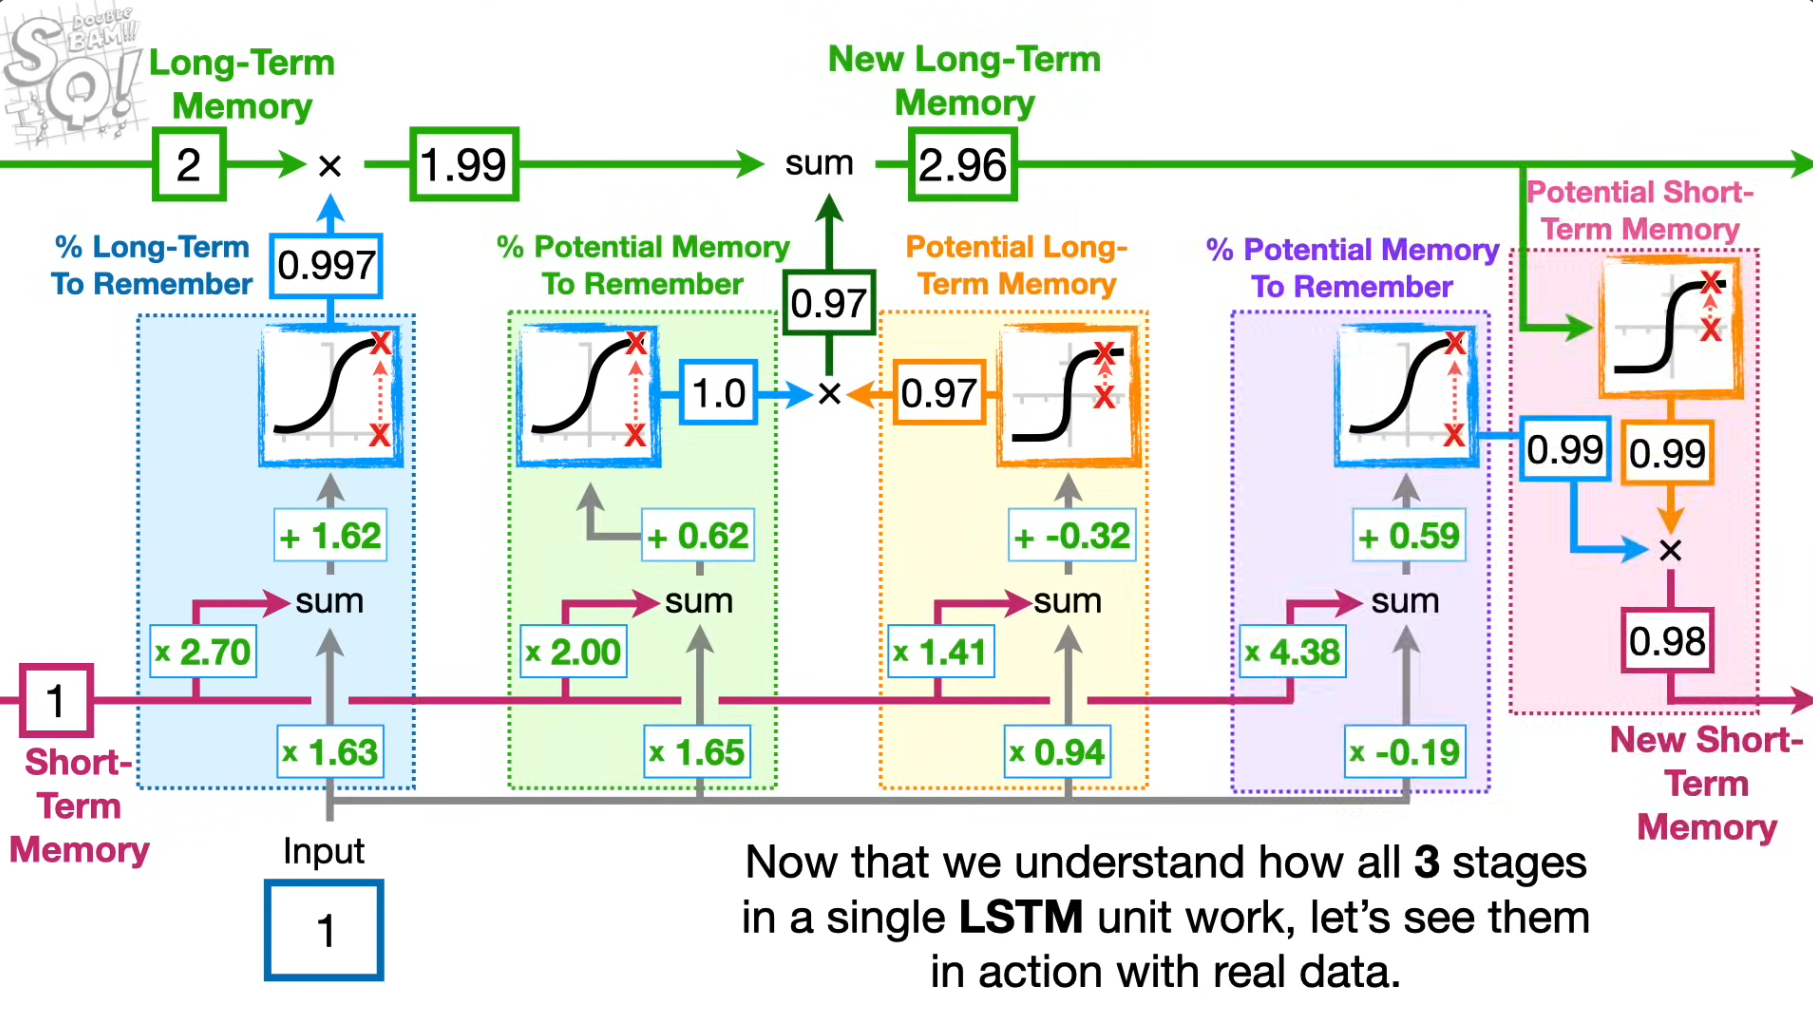 SQ!
DOUBLE
BAM!!!
Long-Term
Memory
New Long-Term
Memory
2
×
1.99
sum
2.96
Potential Short-
Term Memory
% Long-Term
To Remember
0.997
% Potential Memory
To Remember
0.97
Potential Long-
Term Memory
% Potential Memory
To Remember
X
X
X
X
1.0
×
0.97
X
X
X
X
X
X
0.99
0.99
+ 1.62
+ 0.62
+ -0.32
+ 0.59
×
sum
sum
sum
sum
x 2.70
x 2.00
x 1.41
x 4.38
0.98
1
Short-
Term
Memory
x 1.63
x 1.65
x 0.94
x -0.19
New Short-
Term
Memory
Input
1
Now that we understand how all 3 stages
in a single LSTM unit work, let's see them
in action with real data.